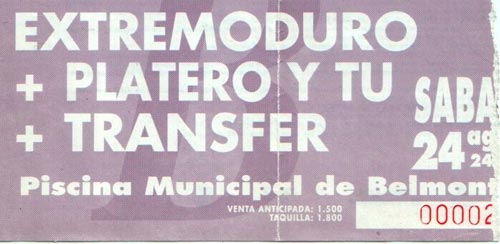 EXTREMODURO
+ PLATERO Y TU
+ TRANSFER
SABA
24 ag
24
Piscina Municipal de Belmont
VENTA ANTICIPADA: 1.500
TAQUILLA: 1.800
00002